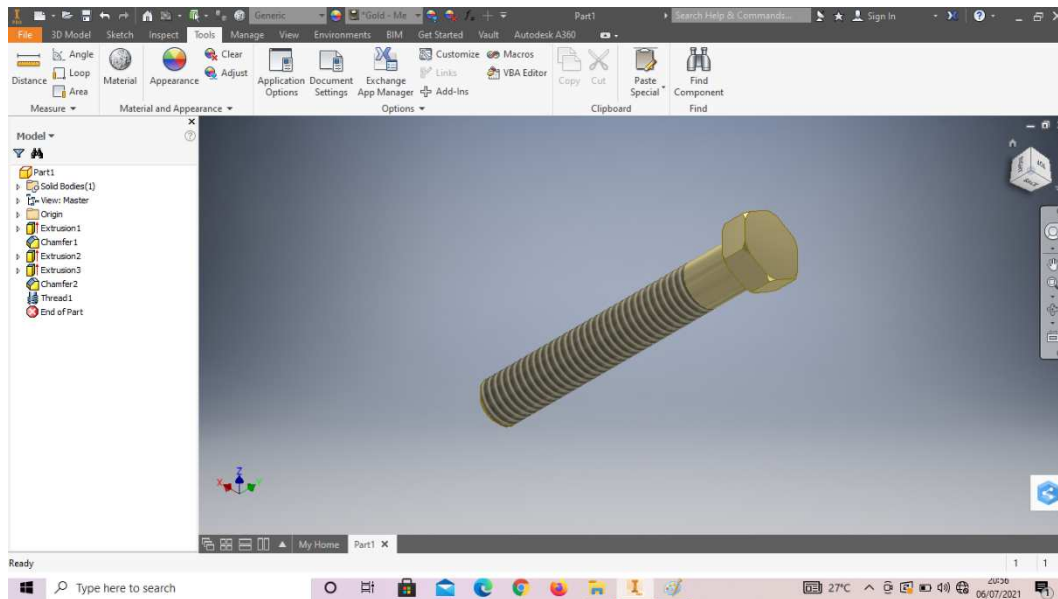 Generic
*Gold - Me
Part1
Search Help & Commands...
Sign In
File 3D Model Sketch Inspect Tools Manage View Environments BIM Get Started Vault Autodesk A360
Distance
Angle
Loop
Area
Measure
Material
Appearance
Clear
Adjust
Material and Appearance
Application Options
Document Settings
Exchange App Manager
Customize
Links
Add-Ins
Macros
VBA Editor
Options
Copy
Cut
Paste Special
Clipboard
Find Component
Find
Model
Part1
Solid Bodies(1)
View: Master
Origin
Extrusion1
Chamfer1
Extrusion2
Extrusion3
Chamfer2
Thread1
End of Part
Z
X
Y
My Home Part1
Ready 1 1
Type here to search
27°C
20:56
06/07/2021